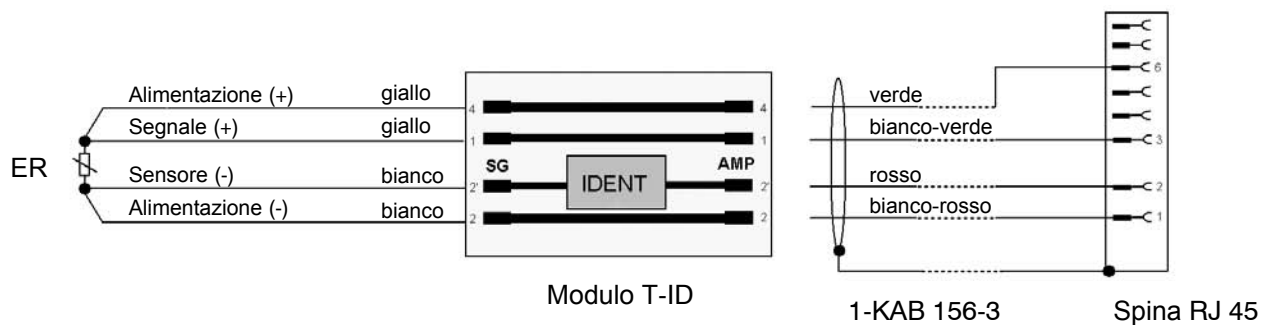 Alimentazione (+) giallo 4 4 verde 6
Segnale (+) giallo 1 1 bianco-verde 3
ER SG IDENT AMP
Sensore (-) bianco 2' 2' rosso 2
Alimentazione (-) bianco 2 2 bianco-rosso 1
Modulo T-ID 1-KAB 156-3 Spina RJ 45